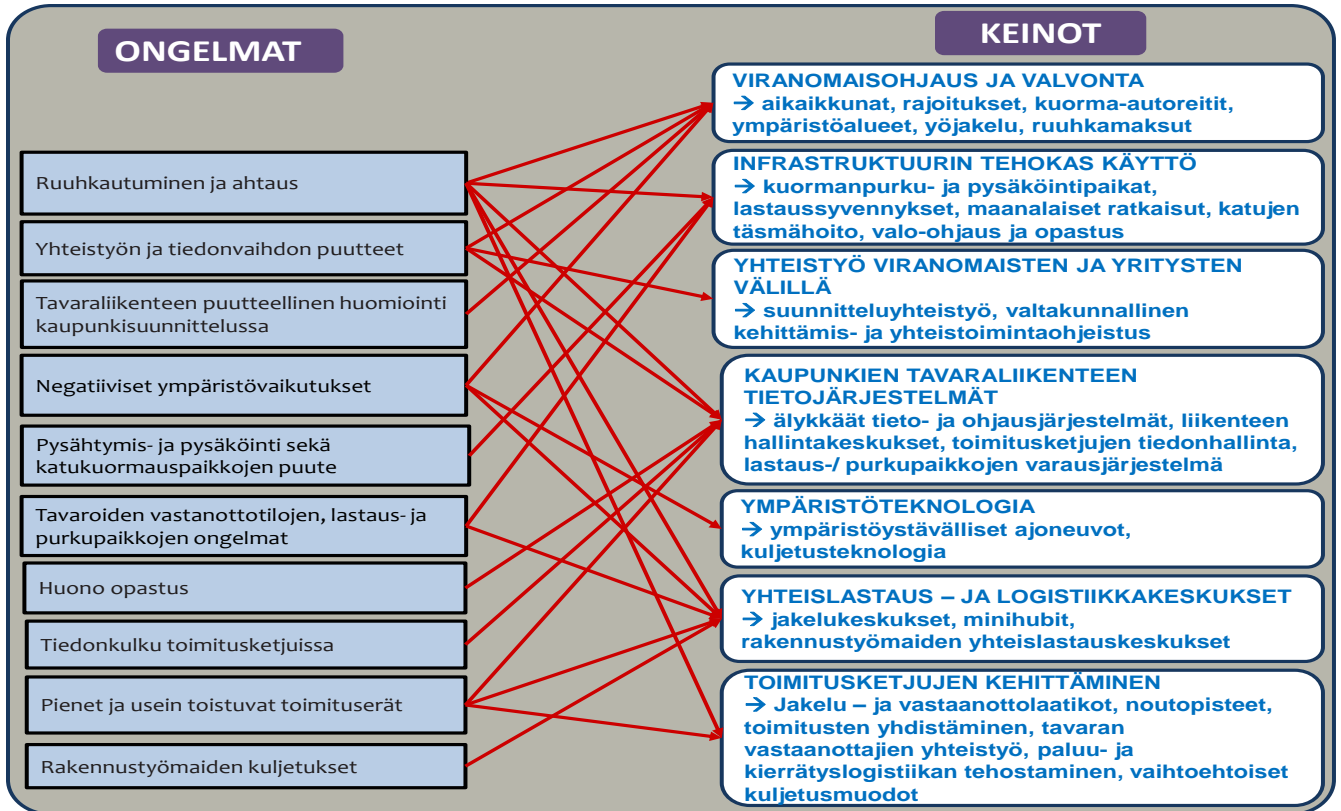 ONGELMAT
Ruuhkautuminen ja ahtaus
Yhteistyön ja tiedonvaihdon puutteet
Tavaraliikenteen puutteellinen huomiointi
kaupunkisuunnittelussa
Negatiiviset ympäristövaikutukset
Pysähtymis- ja pysäköinti sekä
katukuormauspaikkojen puute
Tavaroiden vastanottotilojen, lastaus- ja
purkupaikkojen ongelmat
Huono opastus
Tiedonkulku toimitusketjuissa
Pienet ja usein toistuvat toimituserät
Rakennustyömaiden kuljetukset
KEINOT
VIRANOMAISOHJAUS JA VALVONTA
→ aikaikkunat, rajoitukset, kuorma-autoreitit,
ympäristöalueet, yöjakelu, ruuhkamaksut
INFRASTRUKTUURIN TEHOKAS KÄYTTÖ
→ kuormanpurku- ja pysäköintipaikat,
lastaussyvennykset, maanalaiset ratkaisut, katujen
täsmähoito, valo-ohjaus ja opastus
YHTEISTYÖ VIRANOMAISTEN JA YRITYSTEN
VÄLILLÄ
→ suunnitteluyhteistyö, valtakunnallinen
kehittämis- ja yhteistoimintaohjeistus
KAUPUNKIEN TAVARALIIKENTEEN
TIETOJÄRJESTELMÄT
→ älykkäät tieto- ja ohjausjärjestelmät, liikenteen
hallintakeskukset, toimitusketjujen tiedonhallinta,
lastaus-/ purkupaikkojen varausjärjestelmä
YMPÄRISTÖTEKNOLOGIA
→ ympäristöystävälliset ajoneuvot,
kuljetusteknologia
YHTEISLASTAUS – JA LOGISTIIKKAKESKUKSET
→ jakelukeskukset, minihubit,
rakennustyömaiden yhteislastauskeskukset
TOIMITUSKETJUJEN KEHITTÄMINEN
→ Jakelu – ja vastaanottolaatikot, noutopisteet,
toimitusten yhdistäminen, tavaran
vastaanottajien yhteistyö, paluu- ja
kierrätyslogistiikan tehostaminen, vaihtoehtoiset
kuljetusmuodot